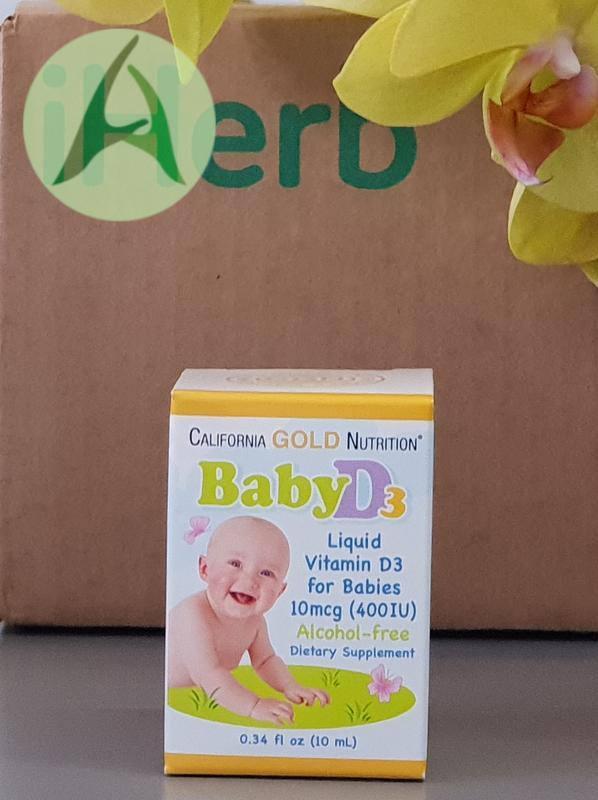 iHerb
CALIFORNIA GOLD NUTRITION®
BabyD3
Liquid
Vitamin D3
for Babies
10mcg (400IU)
Alcohol-free
Dietary Supplement
0.34 fl oz (10 mL)